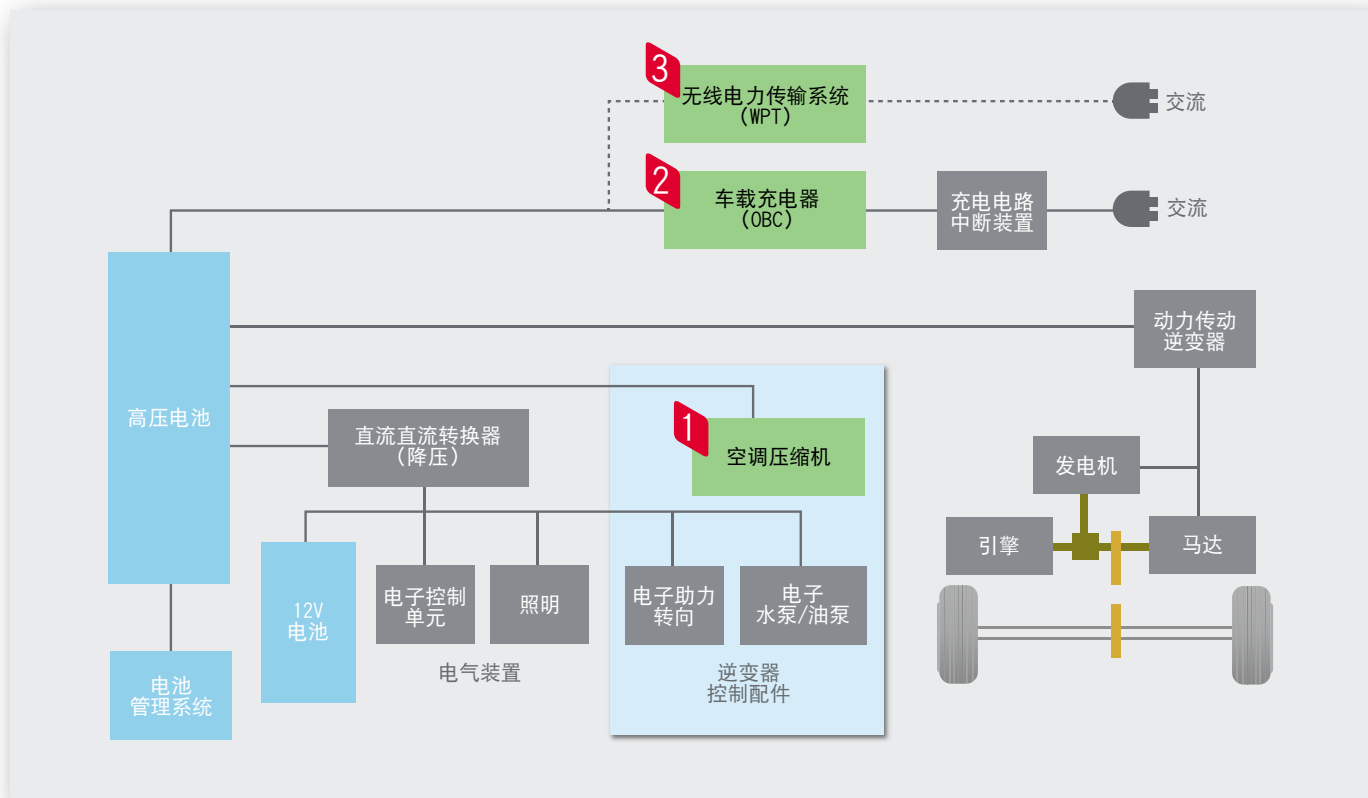 3
无线电力传输系统
(WPT)
交流
2
车载充电器
(OBC)
充电电路
中断装置
交流
动力传动
逆变器
高压电池
直流直流转换器
(降压)
1
空调压缩机
发电机
引擎
马达
12V
电池
电子控制
单元
照明
电子助力
转向
电子
水泵/油泵
电气装置
逆变器
控制配件
电池
管理系统